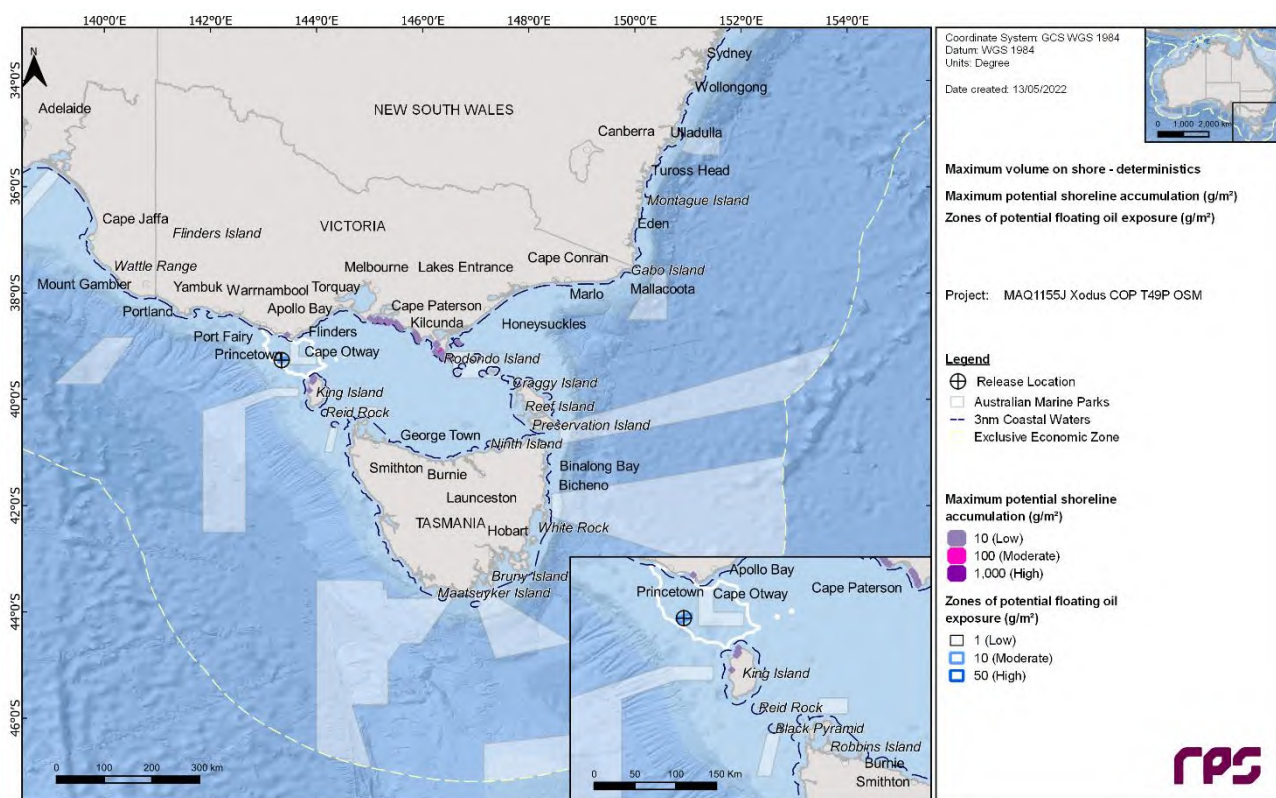 140°0'E 142°0'E 144°0'E 146°0'E 148°0'E 150°0'E 152°0'E 154°0'E
34°0'S
36°0'S
38°0'S
40°0'S
42°0'S
44°0'S
46°0'S
N
Sydney
Wollongong
Adelaide
NEW SOUTH WALES
Canberra
Ulladulla
Tuross Head
Montague Island
Cape Jaffa
Flinders Island
VICTORIA
Eden
Wattle Range
Melbourne
Lakes Entrance
Cape Conran
Gabo Island
Mount Gambier
Yambuk
Warrnambool
Torquay
Mallacoota
Portland
Apollo Bay
Cape Paterson
Marlo
Port Fairy
Flinders
Kilcunda
Honeysuckles
Princetown
Cape Otway
Rodondo Island
King Island
Craggy Island
Reid Rock
Reef Island
Preservation Island
George Town
Ninth Island
Smithton
Burnie
Binalong Bay
Launceston
Bicheno
TASMANIA
Hobart
White Rock
Bruny Island
Maatsuyker Island
0 100 200 300 km
Apollo Bay
Princetown
Cape Otway
Cape Paterson
King Island
Reid Rock
Black Pyramid
Robbins Island
Burnie
Smithton
0 50 100 150 Km
Coordinate System: GCS WGS 1984
Datum: WGS 1984
Units: Degree
Date created: 13/05/2022
0 1,000 2,000 km
Maximum volume on shore - deterministics
Maximum potential shoreline accumulation (g/m²)
Zones of potential floating oil exposure (g/m²)
Project: MAQ1155J Xodus COP T49P OSM
Legend
Release Location
Australian Marine Parks
3nm Coastal Waters
Exclusive Economic Zone
Maximum potential shoreline
accumulation (g/m²)
10 (Low)
100 (Moderate)
1,000 (High)
Zones of potential floating oil
exposure (g/m²)
1 (Low)
10 (Moderate)
50 (High)
rps